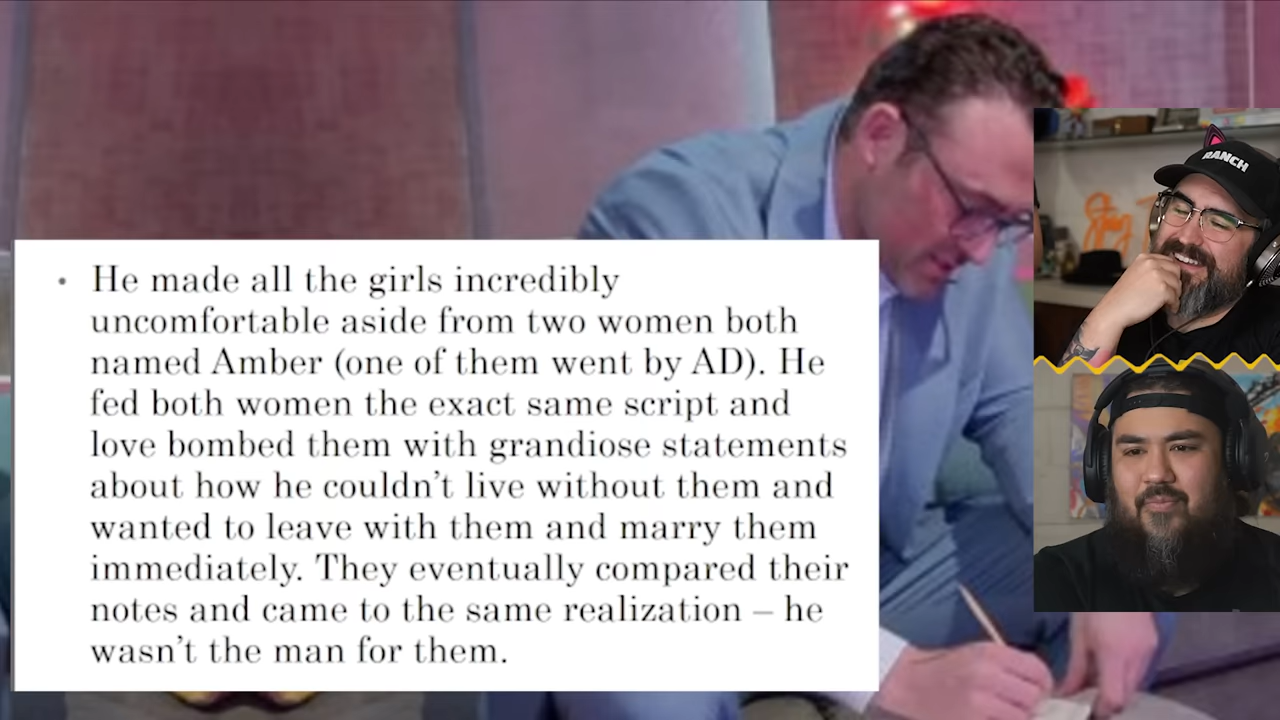 • He made all the girls incredibly
uncomfortable aside from two women both
named Amber (one of them went by AD). He
fed both women the exact same script and
love bombed them with grandiose statements
about how he couldn’t live without them and
wanted to leave with them and marry them
immediately. They eventually compared their
notes and came to the same realization – he
wasn’t the man for them.
RANCH